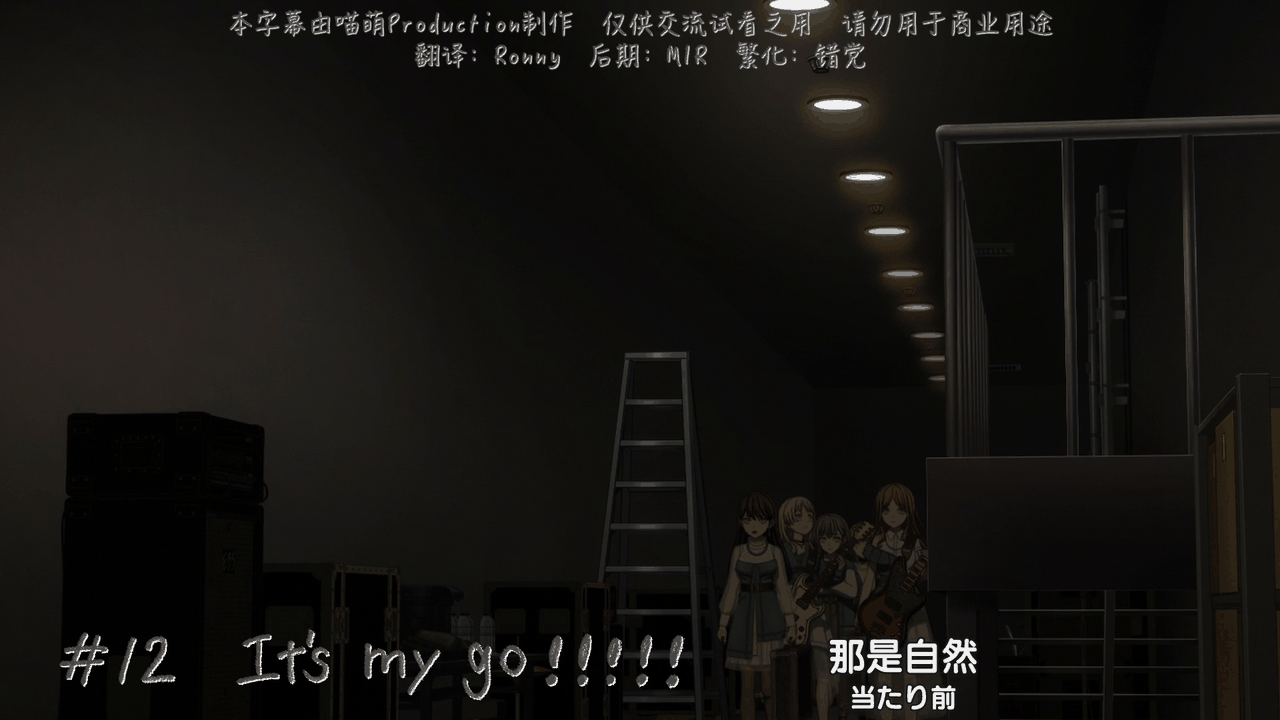 本字幕由喵萌Production制作 仅供交流试看之用 请勿用于商业用途
翻译：Ronny 后期：MIR 繁化：错党
#12 It's my go!!!!!
那是自然
当たり前